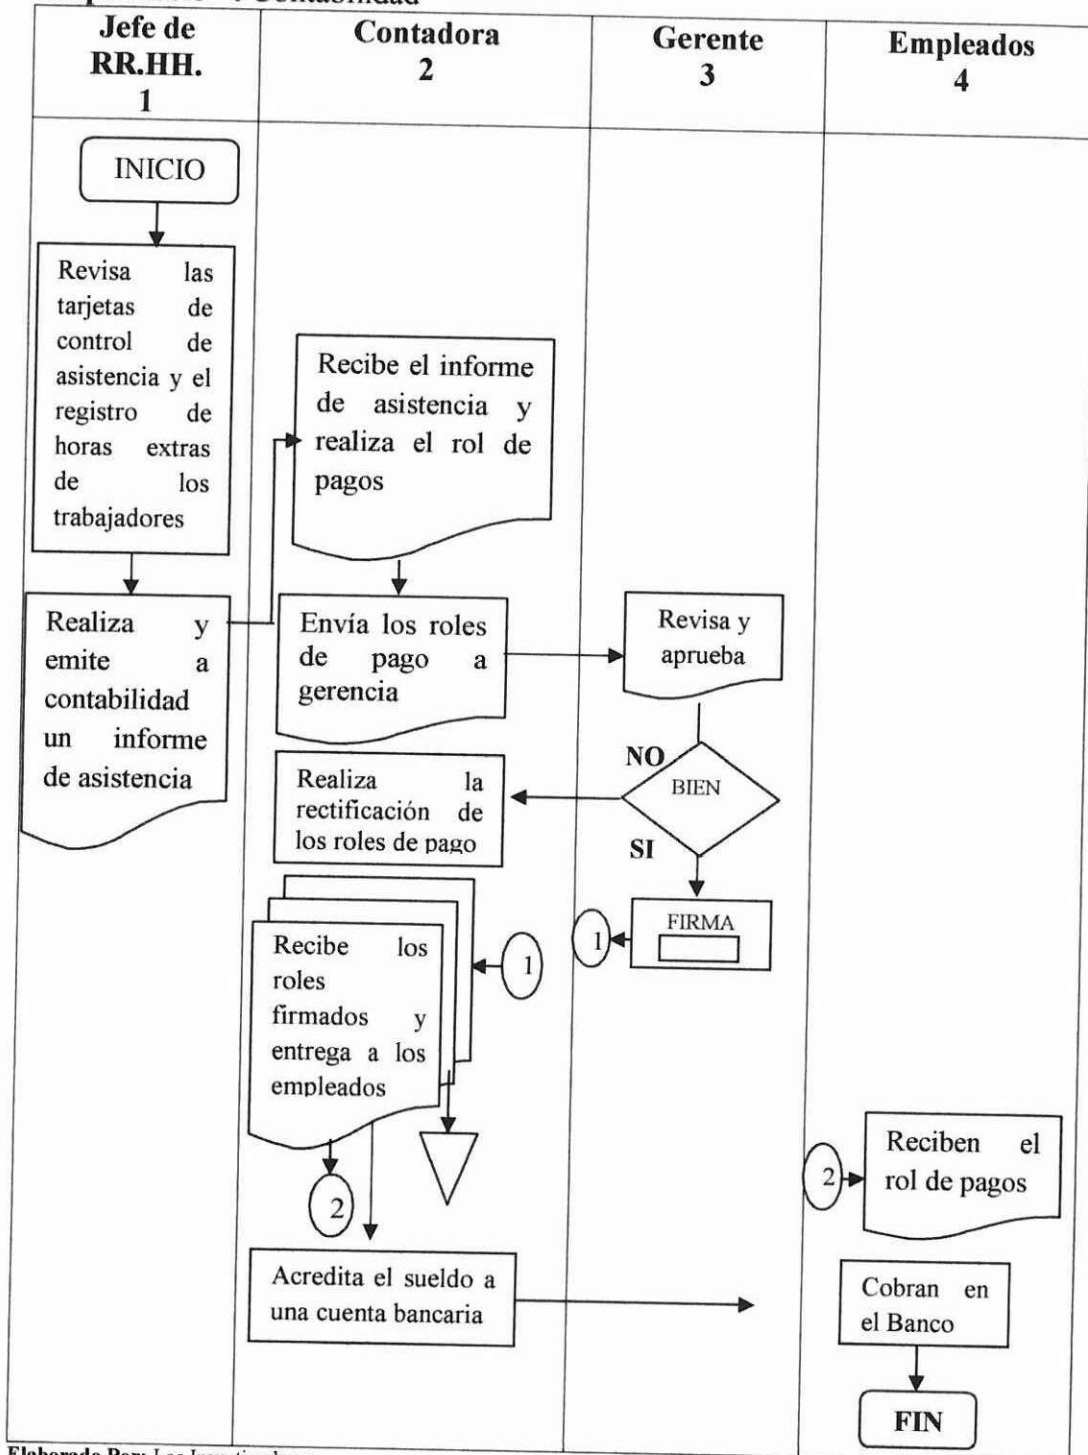 Contabilidad
Jefe de
RR.HH.
1
Contadora
2
Gerente
3
Empleados
4
INICIO
Revisa las
tarjetas de
control de
asistencia y el
registro de
horas extras
de los
trabajadores
Realiza y
emite a
contabilidad
un informe
de asistencia
Recibe el informe
de asistencia y
realiza el rol de
pagos
Envía los roles
de pago a
gerencia
Revisa y
aprueba
NO
BIEN
SI
Realiza la
rectificación de
los roles de pago
FIRMA
1
1
Recibe los
roles
firmados y
entrega a los
empleados
2
2
Reciben el
rol de pagos
Acredita el sueldo a
una cuenta bancaria
Cobran en
el Banco
FIN
Elaborado Por: